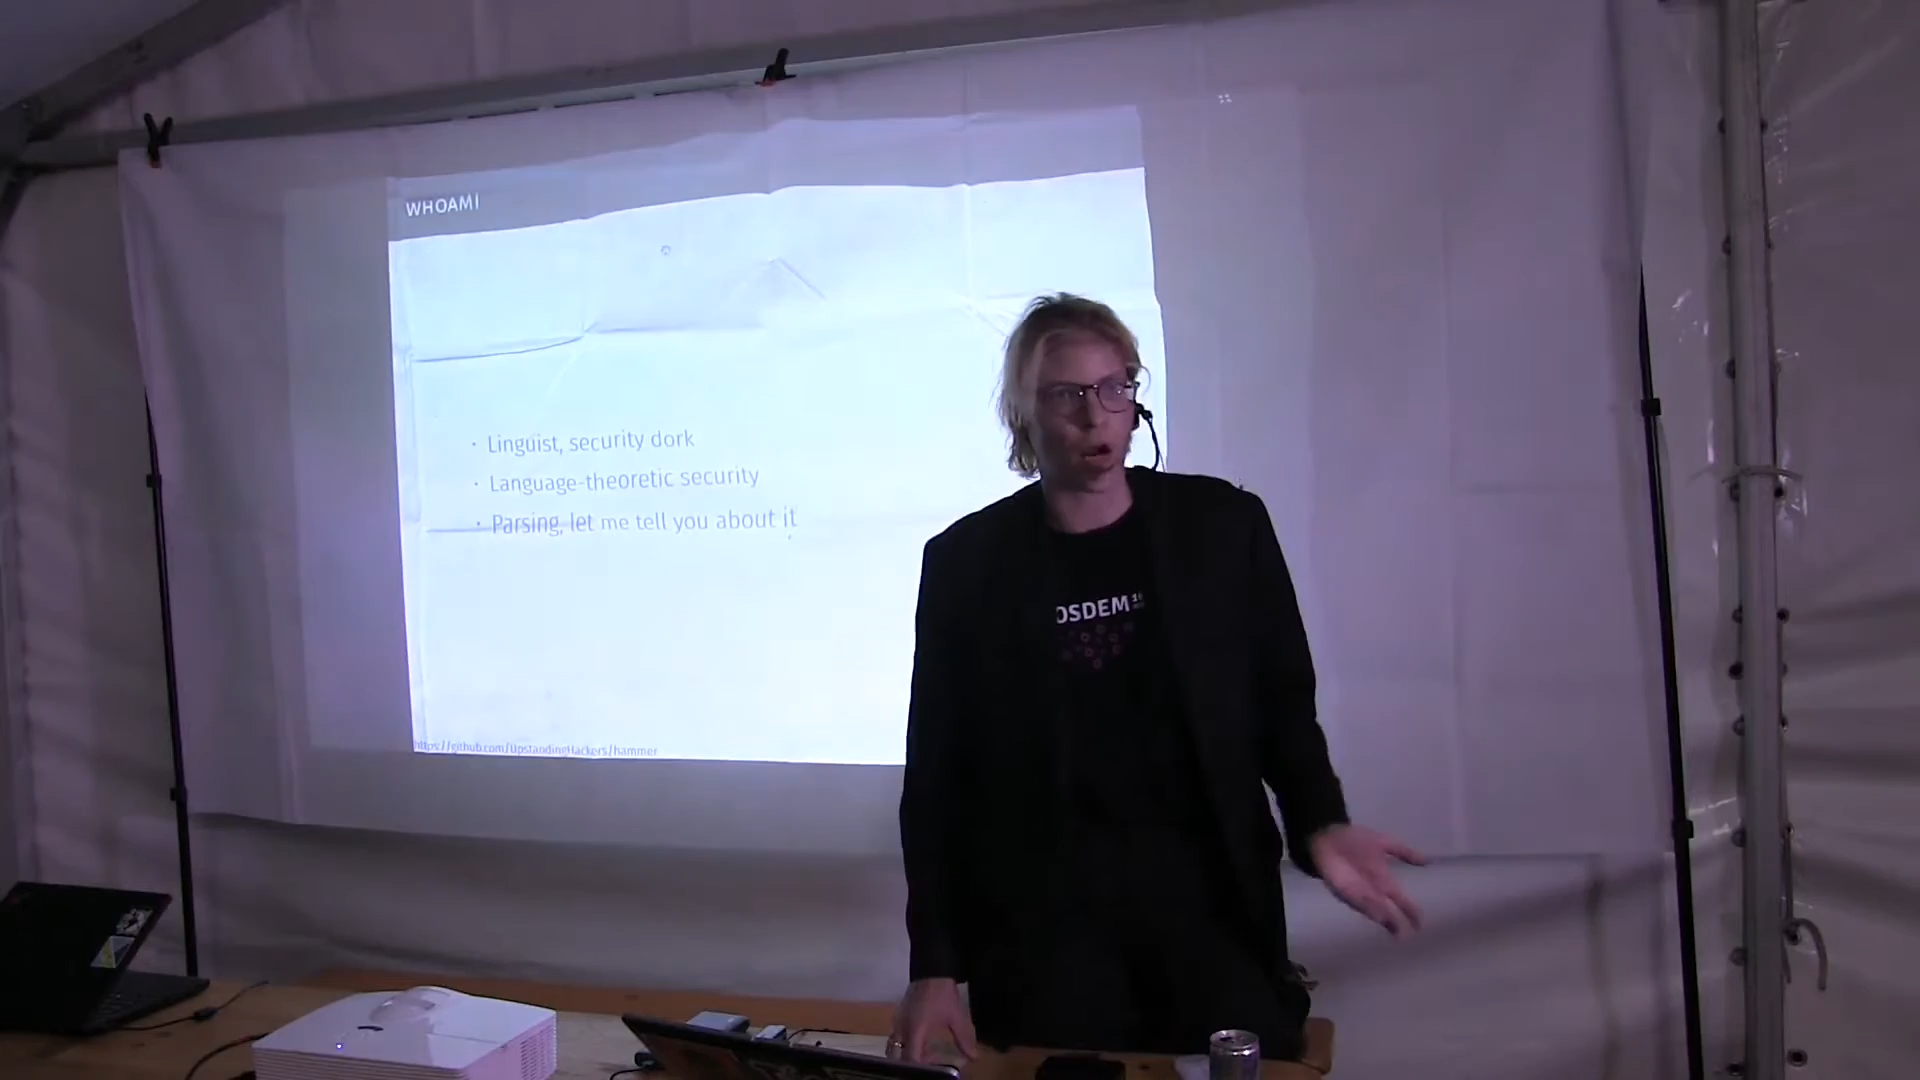 WHOAMI
· Linguist, security dork
· Language-theoretic security
· Parsing, let me tell you about it
https://github.com/UpstandingHackers/hammer
OSDEM